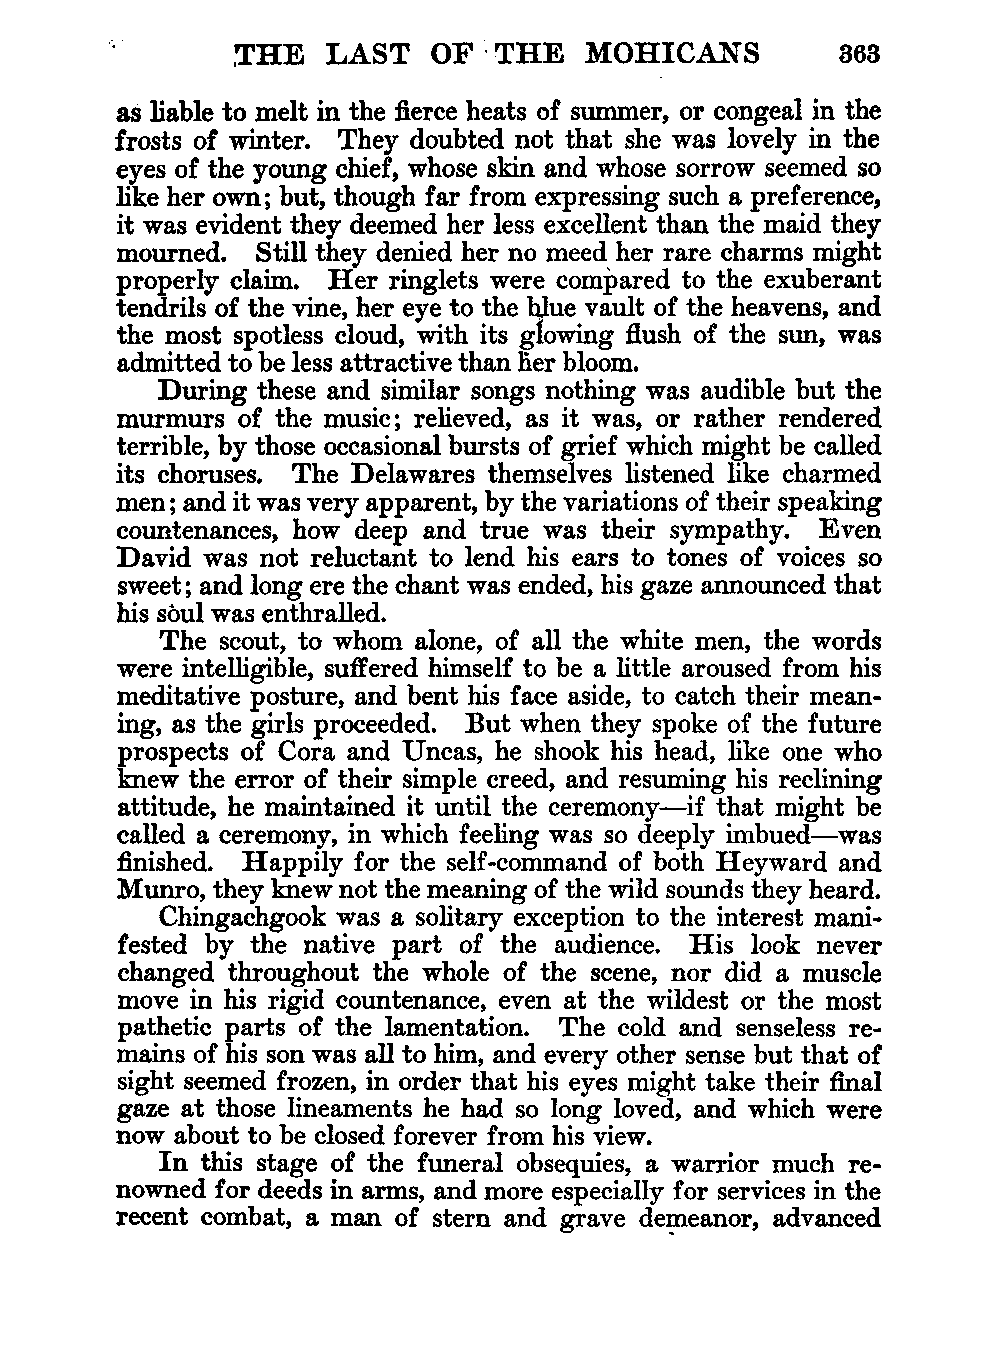 THE LAST OF THE MOHICANS 363
as liable to melt in the fierce heats of summer, or congeal in the
frosts of winter. They doubted not that she was lovely in the
eyes of the young chief, whose skin and whose sorrow seemed so
like her own; but, though far from expressing such a preference,
it was evident they deemed her less excellent than the maid they
mourned. Still they denied her no meed her rare charms might
properly claim. Her ringlets were compared to the exuberant
tendrils of the vine, her eye to the blue vault of the heavens, and
the most spotless cloud, with its glowing flush of the sun, was
admitted to be less attractive than her bloom.
During these and similar songs nothing was audible but the
murmurs of the music; relieved, as it was, or rather rendered
terrible, by those occasional bursts of grief which might be called
its choruses. The Delawares themselves listened like charmed
men; and it was very apparent, by the variations of their speaking
countenances, how deep and true was their sympathy. Even
David was not reluctant to lend his ears to tones of voices so
sweet; and long ere the chant was ended, his gaze announced that
his soul was enthralled.
The scout, to whom alone, of all the white men, the words
were intelligible, suffered himself to be a little aroused from his
meditative posture, and bent his face aside, to catch their mean-
ing, as the girls proceeded. But when they spoke of the future
prospects of Cora and Uncas, he shook his head, like one who
knew the error of their simple creed, and resuming his reclining
attitude, he maintained it until the ceremony—if that might be
called a ceremony, in which feeling was so deeply imbued—was
finished. Happily for the self-command of both Heyward and
Munro, they knew not the meaning of the wild sounds they heard.
Chingachgook was a solitary exception to the interest mani-
fested by the native part of the audience. His look never
changed throughout the whole of the scene, nor did a muscle
move in his rigid countenance, even at the wildest or the most
pathetic parts of the lamentation. The cold and senseless re-
mains of his son was all to him, and every other sense but that of
sight seemed frozen, in order that his eyes might take their final
gaze at those lineaments he had so long loved, and which were
now about to be closed forever from his view.
In this stage of the funeral obsequies, a warrior much re-
nowned for deeds in arms, and more especially for services in the
recent combat, a man of stern and grave demeanor, advanced